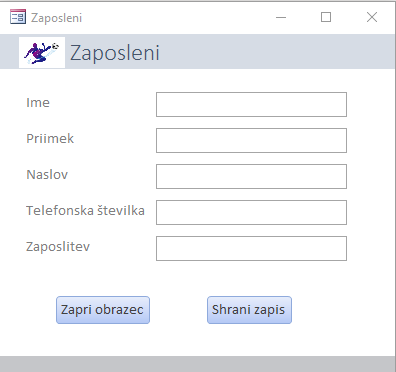 Zaposleni
Zaposleni
Ime
Priimek
Naslov
Telefonska številka
Zaposlitev
Zapri obrazec
Shrani zapis